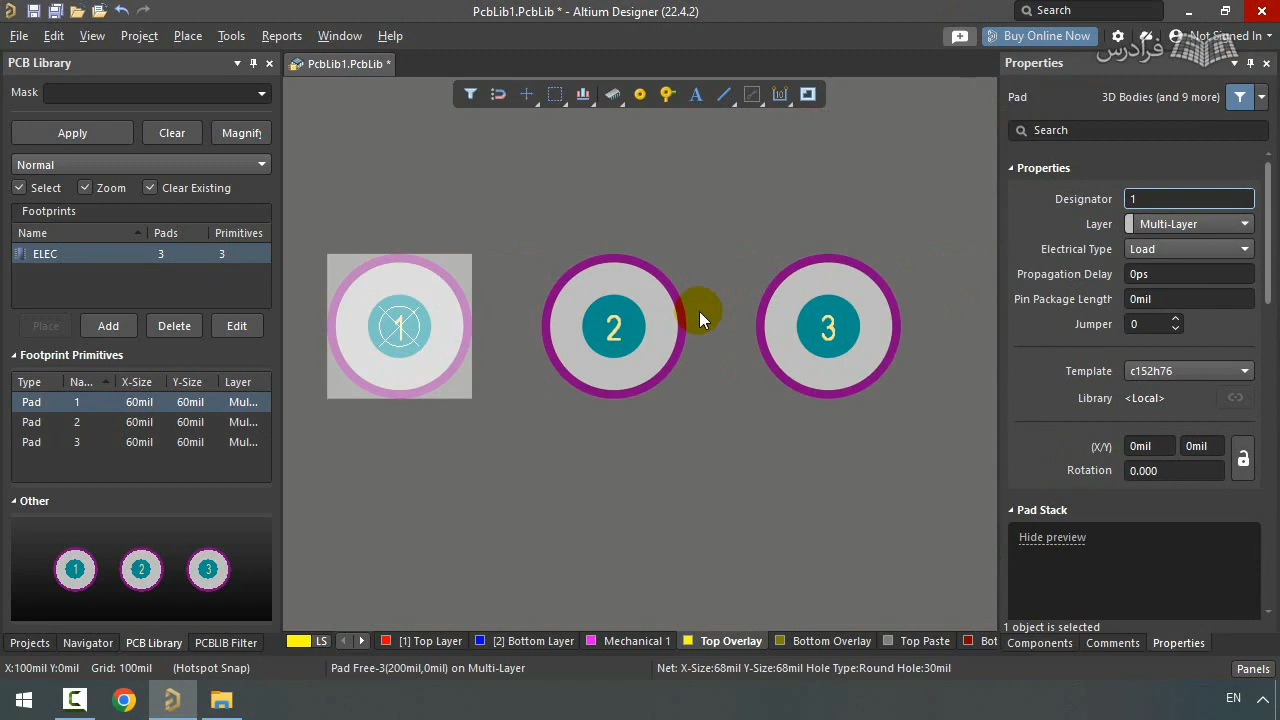 PcbLib1.PcbLib * - Altium Designer (22.4.2)
Search
File Edit View Project Place Tools Reports Window Help
Buy Online Now
Not Signed In
فرادرس
PCB Library
PcbLib1.PcbLib *
Properties
Mask
Pad 3D Bodies (and 9 more)
Apply Clear Magnify
Search
Normal
Select Zoom Clear Existing
Properties
Footprints
Designator 1
Name Pads Primitives
Layer Multi-Layer
ELEC 3 3
Electrical Type Load
Propagation Delay 0ps
Pin Package Length 0mil
Place Add Delete Edit
Jumper 0
1 2 3
Footprint Primitives
Template c152h76
Type Na... X-Size Y-Size Layer
Library <Local>
Pad 1 60mil 60mil Mul...
Pad 2 60mil 60mil Mul...
Pad 3 60mil 60mil Mul...
(X/Y) 0mil 0mil
Rotation 0.000
Other
Pad Stack
Hide preview
1 2 3
1 object is selected
Projects Navigator PCB Library PCBLIB Filter
LS [1] Top Layer [2] Bottom Layer Mechanical 1 Top Overlay Bottom Overlay Top Paste Bot
Components Comments Properties
X:100mil Y:0mil Grid: 100mil (Hotspot Snap)
Pad Free-3(200mil,0mil) on Multi-Layer
Net: X-Size:68mil Y-Size:68mil Hole Type:Round Hole:30mil
Panels
EN